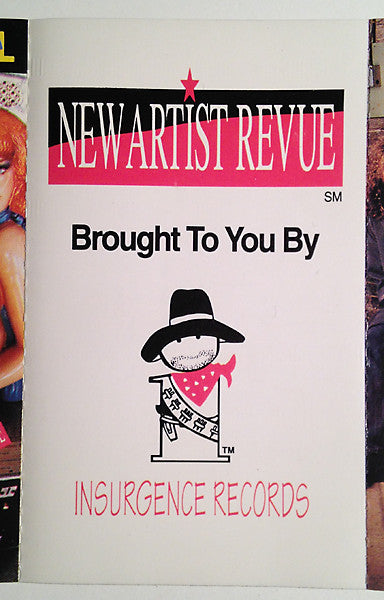 NEW ARTIST REVUE
SM
Brought To You By
TM
INSURGENCE RECORDS